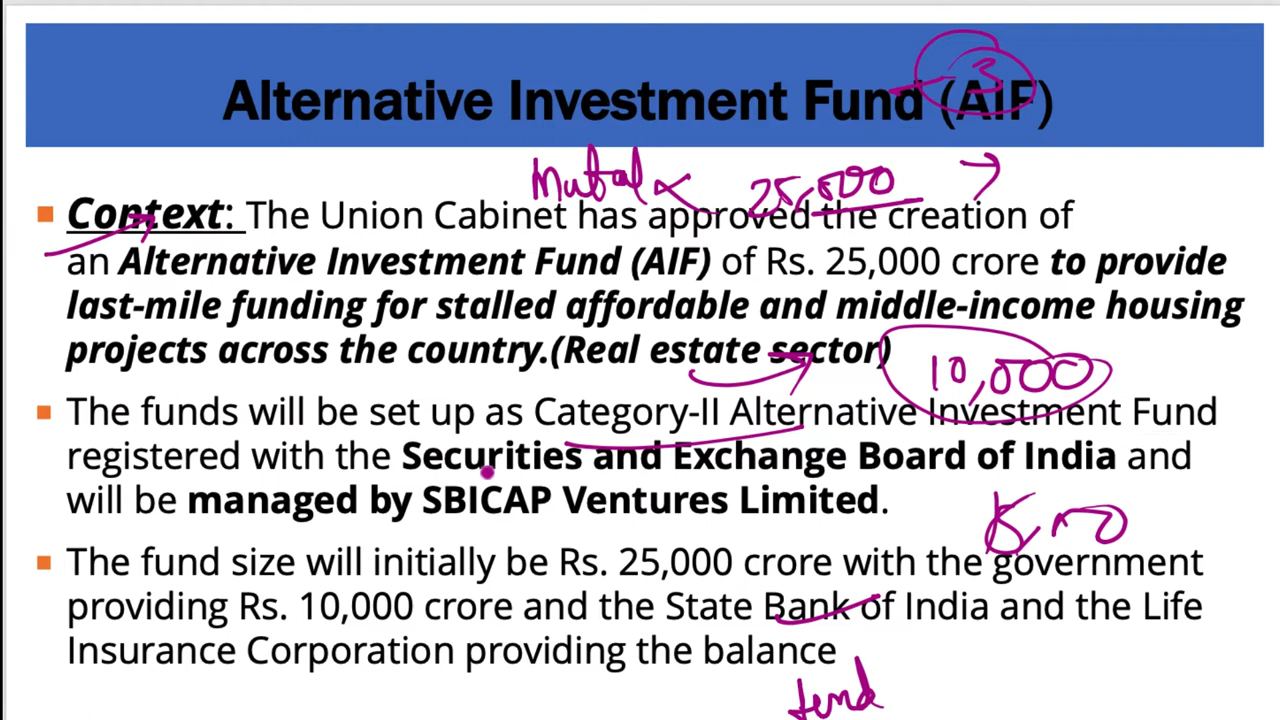 Alternative Investment Fund (AIF)
3
Mutual
25,000
Context: The Union Cabinet has approved the creation of
an Alternative Investment Fund (AIF) of Rs. 25,000 crore to provide
last-mile funding for stalled affordable and middle-income housing
projects across the country.(Real estate sector)
10,000
The funds will be set up as Category-II Alternative Investment Fund
registered with the Securities and Exchange Board of India and
will be managed by SBICAP Ventures Limited.
The fund size will initially be Rs. 25,000 crore with the government
providing Rs. 10,000 crore and the State Bank of India and the Life
Insurance Corporation providing the balance
fund